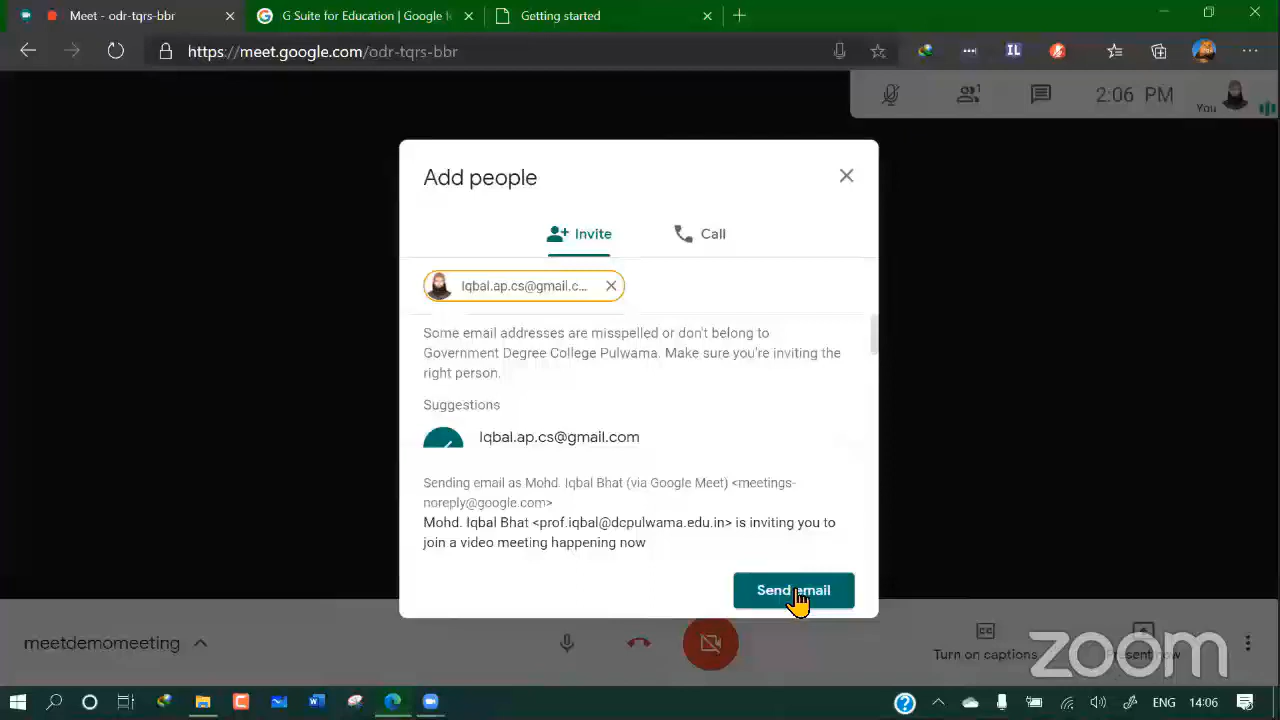 Meet - odr-tqrs-bbr
G Suite for Education | Google
Getting started
https://meet.google.com/odr-tqrs-bbr
IL
1
2:06 PM
You
Add people
Invite
Call
Iqbal.ap.cs@gmail.c...
Some email addresses are misspelled or don't belong to
Government Degree College Pulwama. Make sure you're inviting the
right person.
Suggestions
Iqbal.ap.cs@gmail.com
Sending email as Mohd. Iqbal Bhat (via Google Meet) <meetings-
noreply@google.com>
Mohd. Iqbal Bhat <prof.iqbal@dcpulwama.edu.in> is inviting you to
join a video meeting happening now
Send email
meetdemomeeting
Turn on captions
Present now
zoom
ENG
14:06